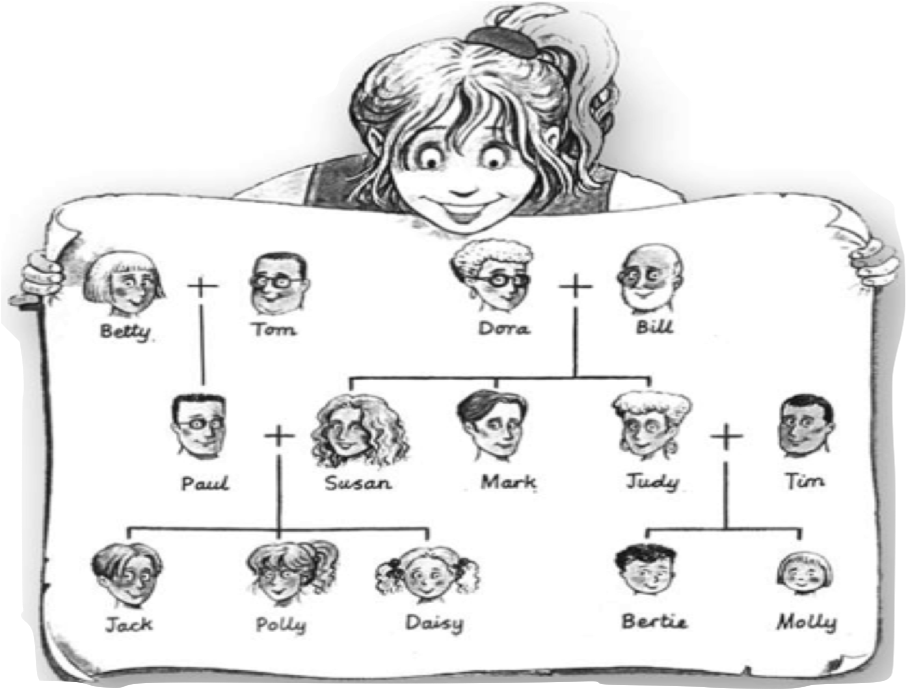 Betty Tom Dora Bill
Paul Susan Mark Judy Tim
Jack Polly Daisy Bertie Molly